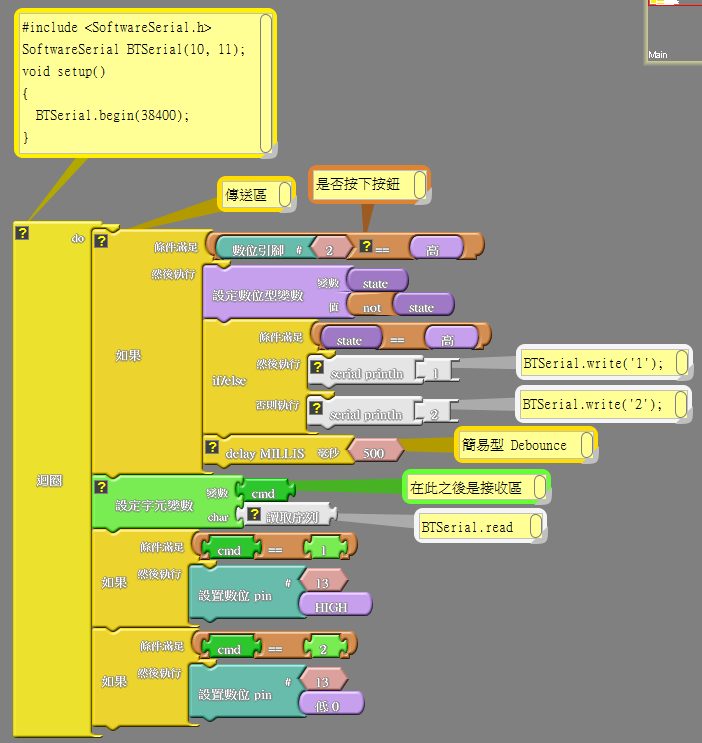 #include <SoftwareSerial.h>
SoftwareSerial BTSerial(10, 11);
void setup()
{
BTSerial.begin(38400);
}
Main
傳送區
是否按下按鈕
? do
? 條件滿足 數位引腳 # 2 ? == 高
然後執行 設定數位型變數 變數 state
值 not state
如果
條件滿足 state == 高
if/else
然後執行 ? serial println 1
BTSerial.write('1');
否則執行 ? serial println 2
BTSerial.write('2');
? delay MILLIS 毫秒 500
簡易型 Debounce
迴圈
? 設定字元變數 變數 cmd
在此之後是接收區
char ? 讀取序列
BTSerial.read
條件滿足 cmd == 1
如果
然後執行 設置數位 pin # 13
HIGH
條件滿足 cmd == 2
如果
然後執行 設置數位 pin # 13
低 0